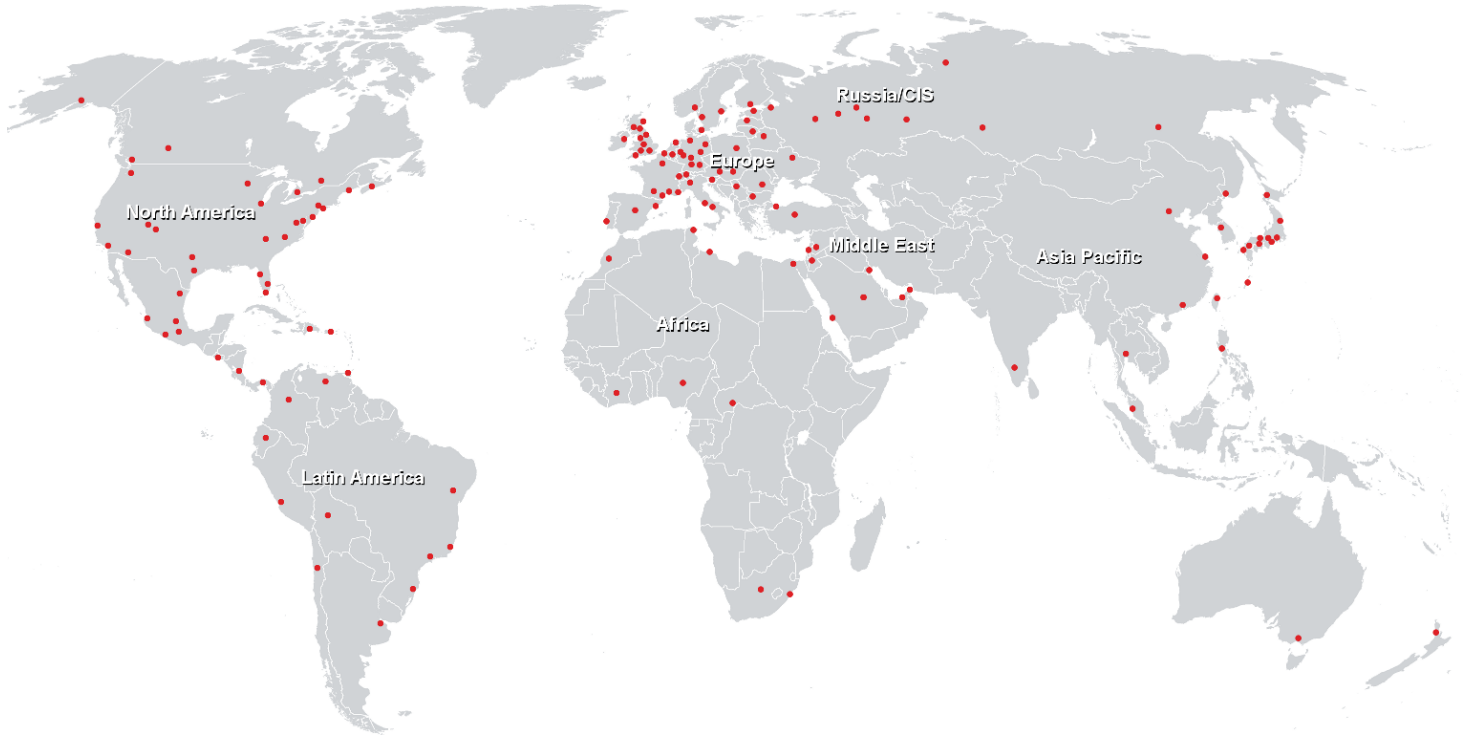 Russia/CIS
Europe
North America
Middle East
Asia Pacific
Africa
Latin America